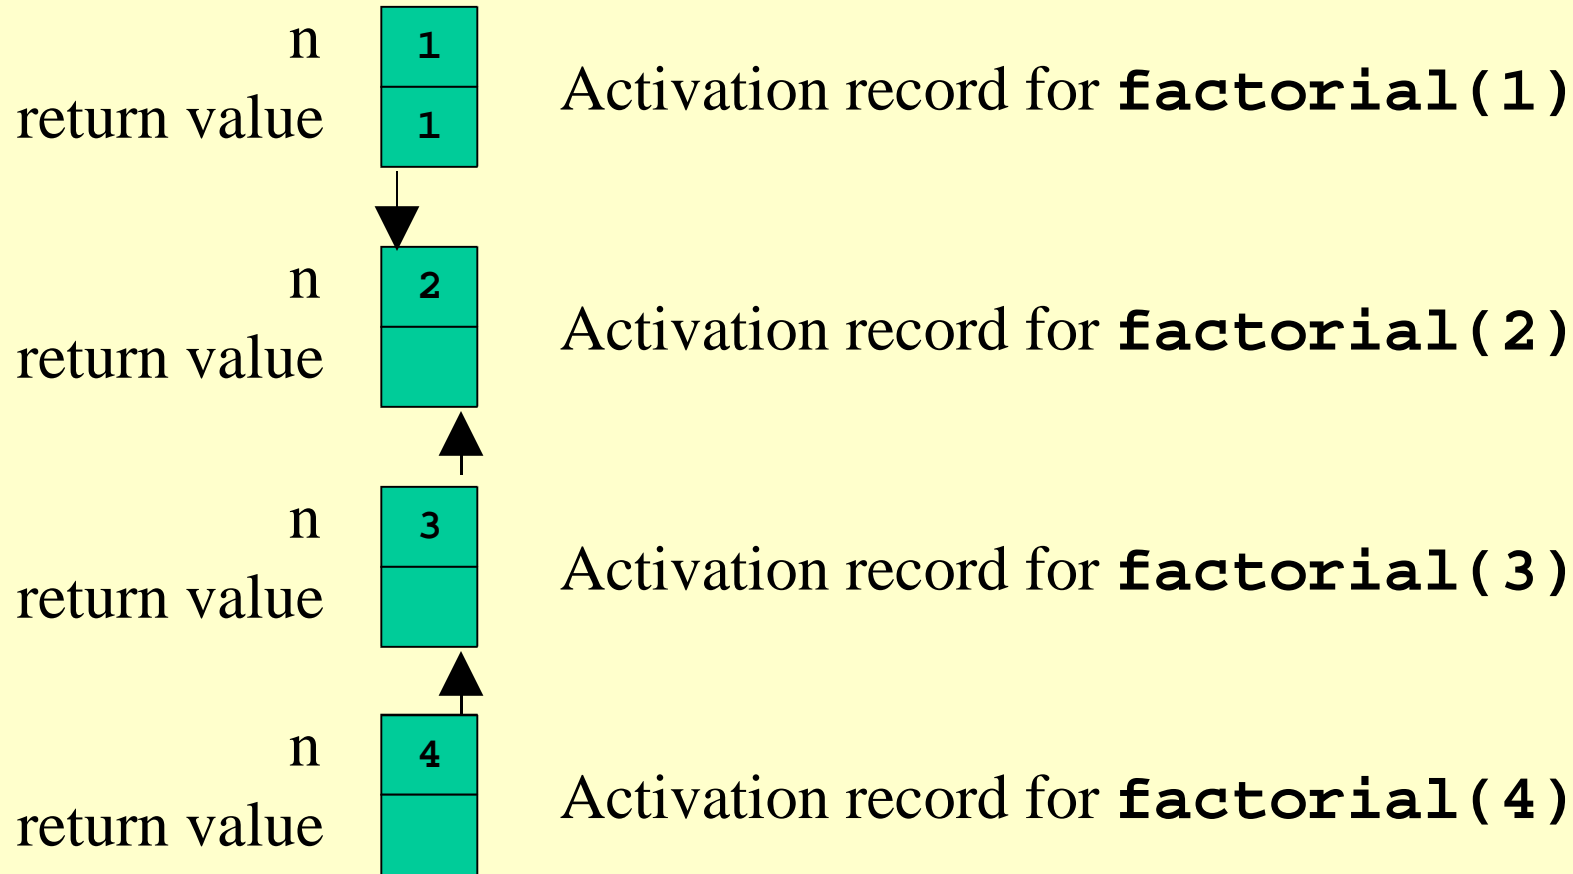 n
1
return value
1
Activation record for factorial(1)
n
2
return value
Activation record for factorial(2)
n
3
return value
Activation record for factorial(3)
n
4
return value
Activation record for factorial(4)